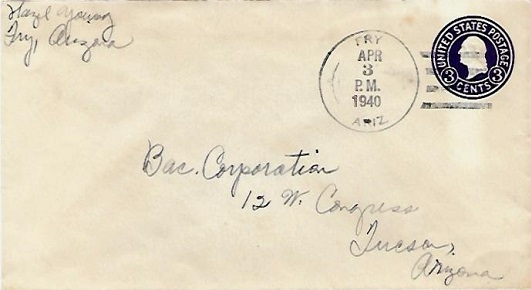 Hazel Young
Fry, Arizona
FRY
APR
3
P.M.
1940
ARIZ
UNITED STATES POSTAGE
3 CENTS 3
Bac. Corporation
12 W. Congress
Tucson,
Arizona